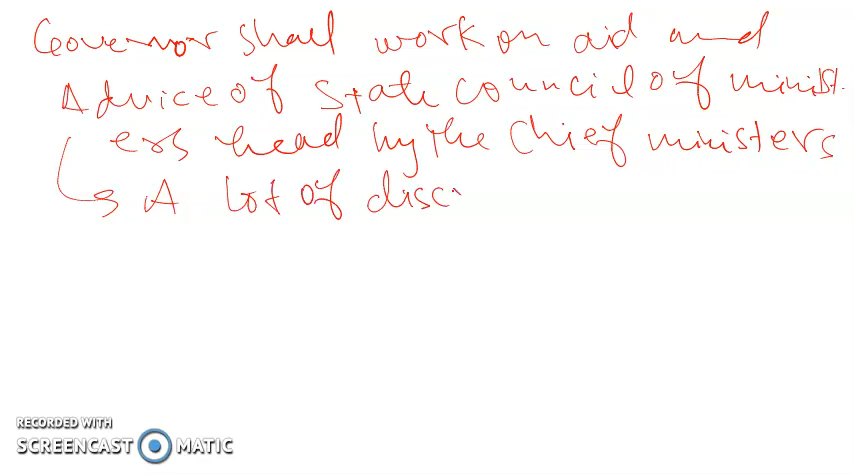 Governor shall work on aid and
Advice of State Council of minist
ers head by the Chief ministers
A lot of disc
RECORDED WITH
SCREENCAST MATIC